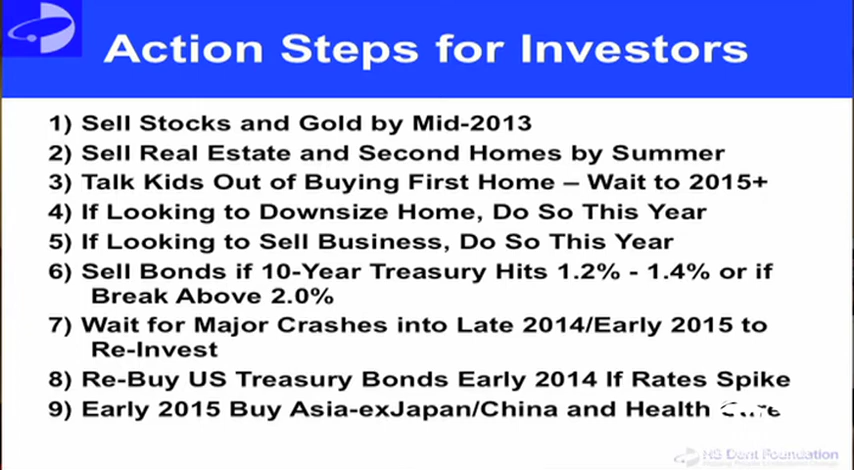 Action Steps for Investors
1) Sell Stocks and Gold by Mid-2013
2) Sell Real Estate and Second Homes by Summer
3) Talk Kids Out of Buying First Home – Wait to 2015+
4) If Looking to Downsize Home, Do So This Year
5) If Looking to Sell Business, Do So This Year
6) Sell Bonds if 10-Year Treasury Hits 1.2% - 1.4% or if
Break Above 2.0%
7) Wait for Major Crashes into Late 2014/Early 2015 to
Re-Invest
8) Re-Buy US Treasury Bonds Early 2014 If Rates Spike
9) Early 2015 Buy Asia-exJapan/China and Health Care
HS Dent Foundation